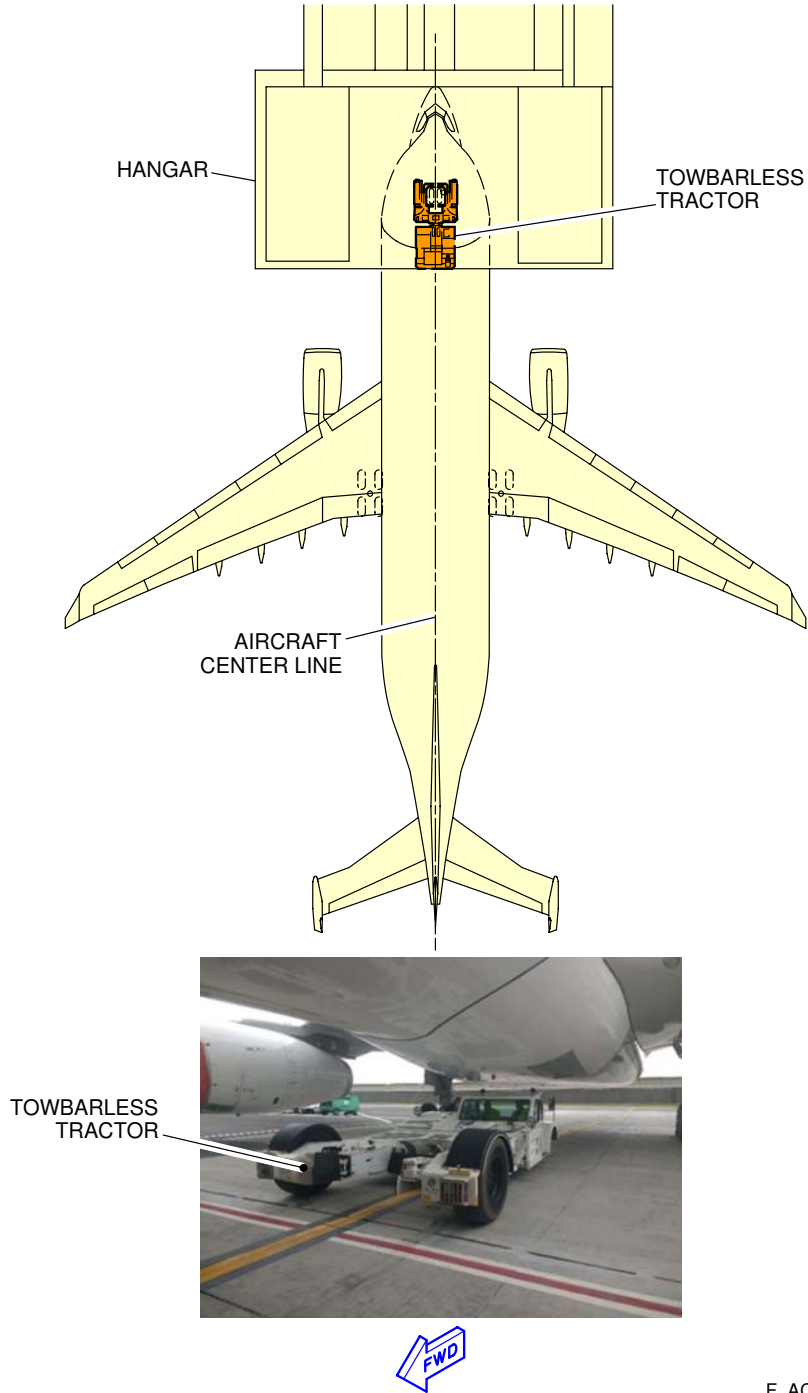 HANGAR
TOWBARLESS
TRACTOR
AIRCRAFT
CENTER LINE
TOWBARLESS
TRACTOR
FWD